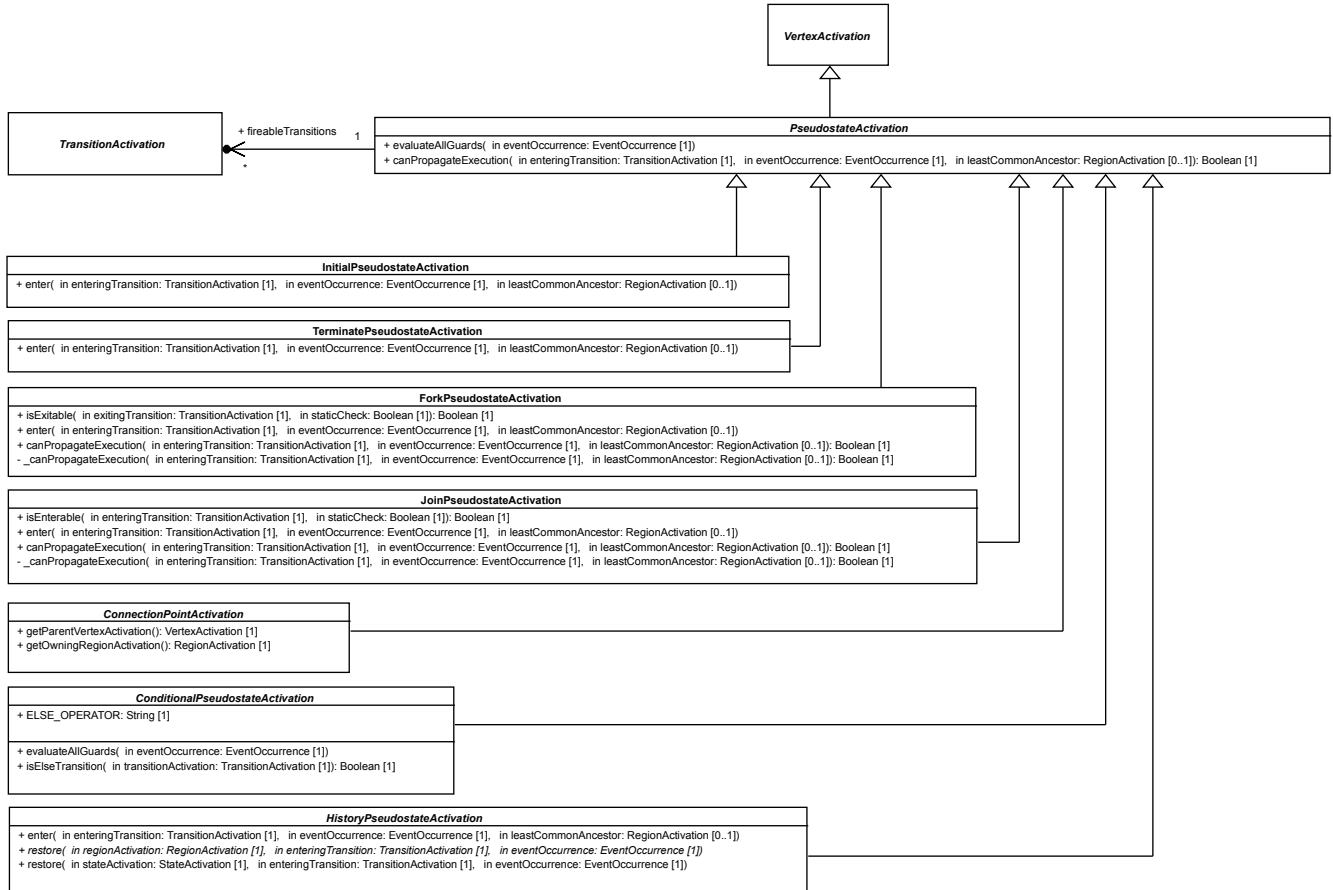 VertexActivation
TransitionActivation
+ fireableTransitions
1
*
PseudostateActivation
+ evaluateAllGuards( in eventOccurrence: EventOccurrence [1])
+ canPropagateExecution( in enteringTransition: TransitionActivation [1], in eventOccurrence: EventOccurrence [1], in leastCommonAncestor: RegionActivation [0..1]): Boolean [1]
InitialPseudostateActivation
+ enter( in enteringTransition: TransitionActivation [1], in eventOccurrence: EventOccurrence [1], in leastCommonAncestor: RegionActivation [0..1])
TerminatePseudostateActivation
+ enter( in enteringTransition: TransitionActivation [1], in eventOccurrence: EventOccurrence [1], in leastCommonAncestor: RegionActivation [0..1])
ForkPseudostateActivation
+ isExitable( in exitingTransition: TransitionActivation [1], in staticCheck: Boolean [1]): Boolean [1]
+ enter( in enteringTransition: TransitionActivation [1], in eventOccurrence: EventOccurrence [1], in leastCommonAncestor: RegionActivation [0..1])
+ canPropagateExecution( in enteringTransition: TransitionActivation [1], in eventOccurrence: EventOccurrence [1], in leastCommonAncestor: RegionActivation [0..1]): Boolean [1]
- _canPropagateExecution( in enteringTransition: TransitionActivation [1], in eventOccurrence: EventOccurrence [1], in leastCommonAncestor: RegionActivation [0..1]): Boolean [1]
JoinPseudostateActivation
+ isEnterable( in enteringTransition: TransitionActivation [1], in staticCheck: Boolean [1]): Boolean [1]
+ enter( in enteringTransition: TransitionActivation [1], in eventOccurrence: EventOccurrence [1], in leastCommonAncestor: RegionActivation [0..1])
+ canPropagateExecution( in enteringTransition: TransitionActivation [1], in eventOccurrence: EventOccurrence [1], in leastCommonAncestor: RegionActivation [0..1]): Boolean [1]
- _canPropagateExecution( in enteringTransition: TransitionActivation [1], in eventOccurrence: EventOccurrence [1], in leastCommonAncestor: RegionActivation [0..1]): Boolean [1]
ConnectionPointActivation
+ getParentVertexActivation(): VertexActivation [1]
+ getOwningRegionActivation(): RegionActivation [1]
ConditionalPseudostateActivation
+ ELSE_OPERATOR: String [1]
+ evaluateAllGuards( in eventOccurrence: EventOccurrence [1])
+ isElseTransition( in transitionActivation: TransitionActivation [1]): Boolean [1]
HistoryPseudostateActivation
+ enter( in enteringTransition: TransitionActivation [1], in eventOccurrence: EventOccurrence [1], in leastCommonAncestor: RegionActivation [0..1])
+ restore( in regionActivation: RegionActivation [1], in enteringTransition: TransitionActivation [1], in eventOccurrence: EventOccurrence [1])
+ restore( in stateActivation: StateActivation [1], in enteringTransition: TransitionActivation [1], in eventOccurrence: EventOccurrence [1])